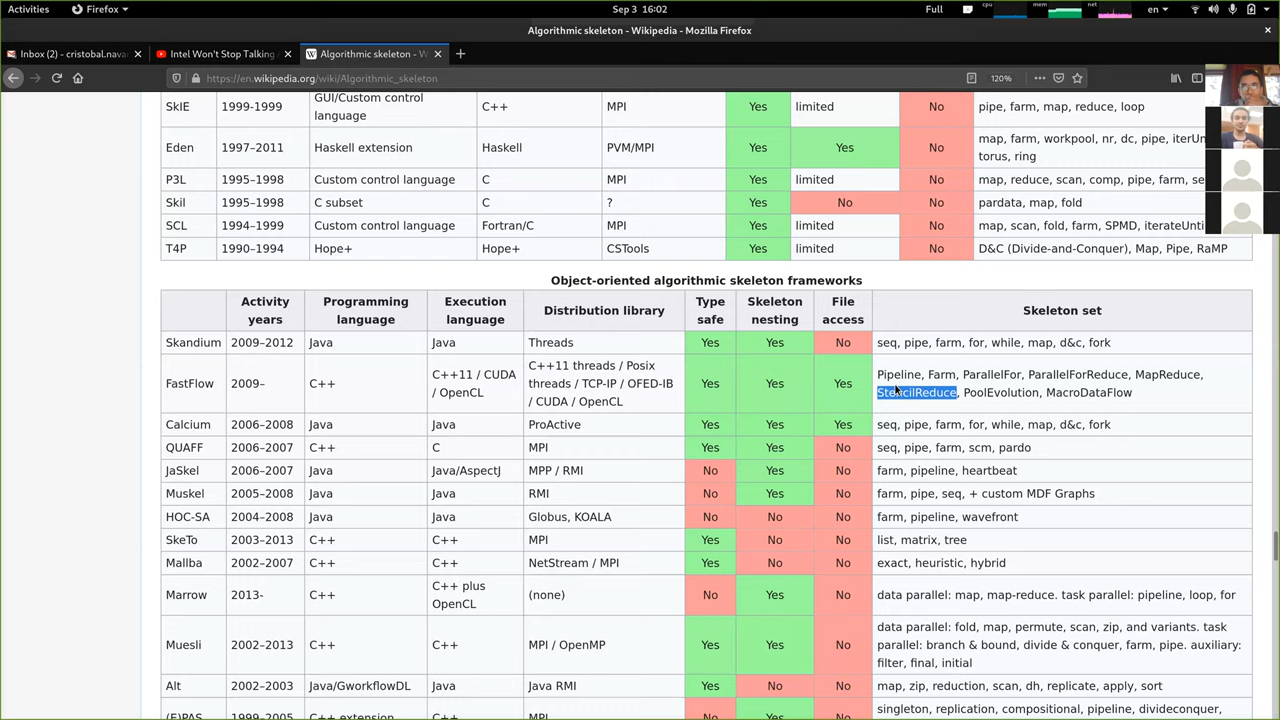 Activities Firefox Sep 3 16:02 Full cpu mem net en
Algorithmic skeleton - Wikipedia - Mozilla Firefox
Inbox (2) - cristobal.nava Intel Won't Stop Talking Algorithmic skeleton - W
https://en.wikipedia.org/wiki/Algorithmic_skeleton 120%
SkIE 1999-1999 GUI/Custom control language C++ MPI Yes limited No pipe, farm, map, reduce, loop
Eden 1997–2011 Haskell extension Haskell PVM/MPI Yes Yes No map, farm, workpool, nr, dc, pipe, iterUn
torus, ring
P3L 1995–1998 Custom control language C MPI Yes limited No map, reduce, scan, comp, pipe, farm, se
Skil 1995–1998 C subset C ? Yes No No pardata, map, fold
SCL 1994–1999 Custom control language Fortran/C MPI Yes limited No map, scan, fold, farm, SPMD, iterateUnti
T4P 1990–1994 Hope+ Hope+ CSTools Yes limited No D&C (Divide-and-Conquer), Map, Pipe, RaMP
Object-oriented algorithmic skeleton frameworks
Activity years Programming language Execution language Distribution library Type safe Skeleton nesting File access Skeleton set
Skandium 2009–2012 Java Java Threads Yes Yes No seq, pipe, farm, for, while, map, d&c, fork
FastFlow 2009– C++ C++11 / CUDA / OpenCL C++11 threads / Posix threads / TCP-IP / OFED-IB / CUDA / OpenCL Yes Yes Yes Pipeline, Farm, ParallelFor, ParallelForReduce, MapReduce,
StencilReduce, PoolEvolution, MacroDataFlow
Calcium 2006–2008 Java Java ProActive Yes Yes Yes seq, pipe, farm, for, while, map, d&c, fork
QUAFF 2006–2007 C++ C MPI Yes Yes No seq, pipe, farm, scm, pardo
JaSkel 2006–2007 Java Java/AspectJ MPP / RMI No Yes No farm, pipeline, heartbeat
Muskel 2005–2008 Java Java RMI No Yes No farm, pipe, seq, + custom MDF Graphs
HOC-SA 2004–2008 Java Java Globus, KOALA No No No farm, pipeline, wavefront
SkeTo 2003–2013 C++ C++ MPI Yes No No list, matrix, tree
Mallba 2002–2007 C++ C++ NetStream / MPI Yes No No exact, heuristic, hybrid
Marrow 2013- C++ C++ plus OpenCL (none) No Yes No data parallel: map, map-reduce. task parallel: pipeline, loop, for
Muesli 2002–2013 C++ C++ MPI / OpenMP Yes Yes No data parallel: fold, map, permute, scan, zip, and variants. task
parallel: branch & bound, divide & conquer, farm, pipe. auxiliary:
filter, final, initial
Alt 2002–2003 Java/GworkflowDL Java Java RMI Yes No No map, zip, reduction, scan, dh, replicate, apply, sort
(E)PAS 1999–2005 C++ extension C++ MPI No Yes No singleton, replication, compositional, pipeline, divideconquer,